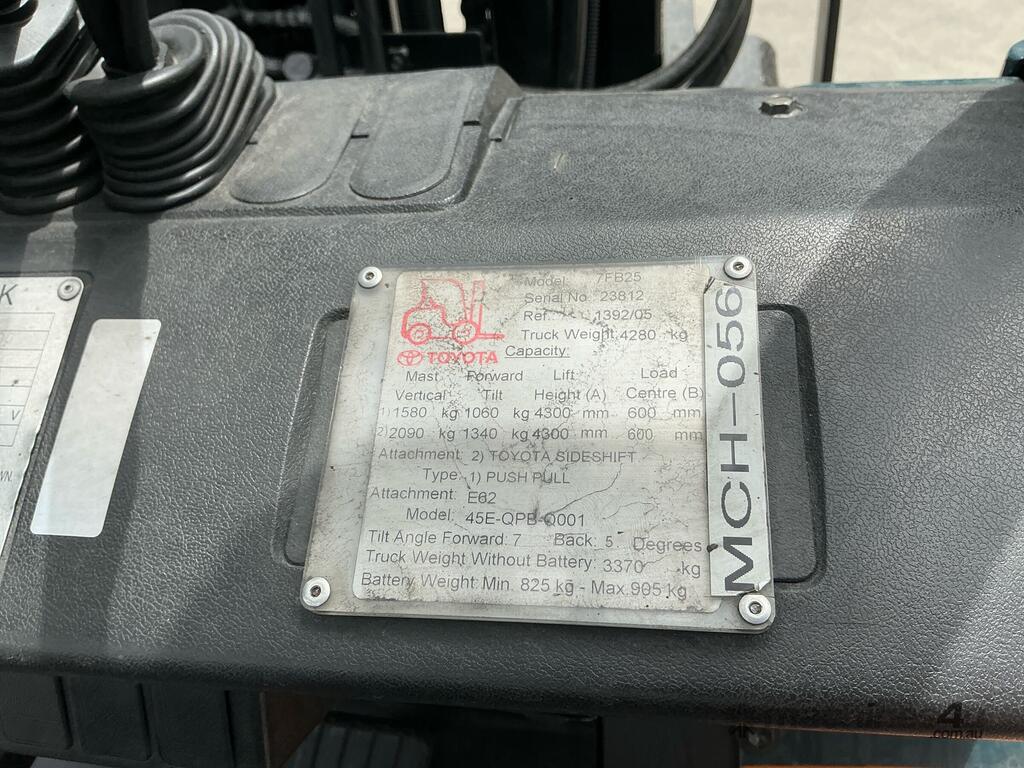 K
V
WN.
Model 7FB25
Serial No 23812
Ref. 1392/05
Truck Weight 4280 kg
TOYOTA
Capacity:
Mast Forward Lift Load
Vertical Tilt Height (A) Centre (B)
1) 1580 kg 1060 kg 4300 mm 600 mm
2) 2090 kg 1340 kg 4300 mm 600 mm
Attachment 2) TOYOTA SIDESHIFT
Type: 1) PUSH PULL
Attachment: E62
Model: 45E-QPB-Q001
Tilt Angle Forward: 7 Back: 5 Degrees
Truck Weight Without Battery: 3370 kg
Battery Weight: Min. 825 kg - Max. 905 kg
MCH-056
4
.com.au